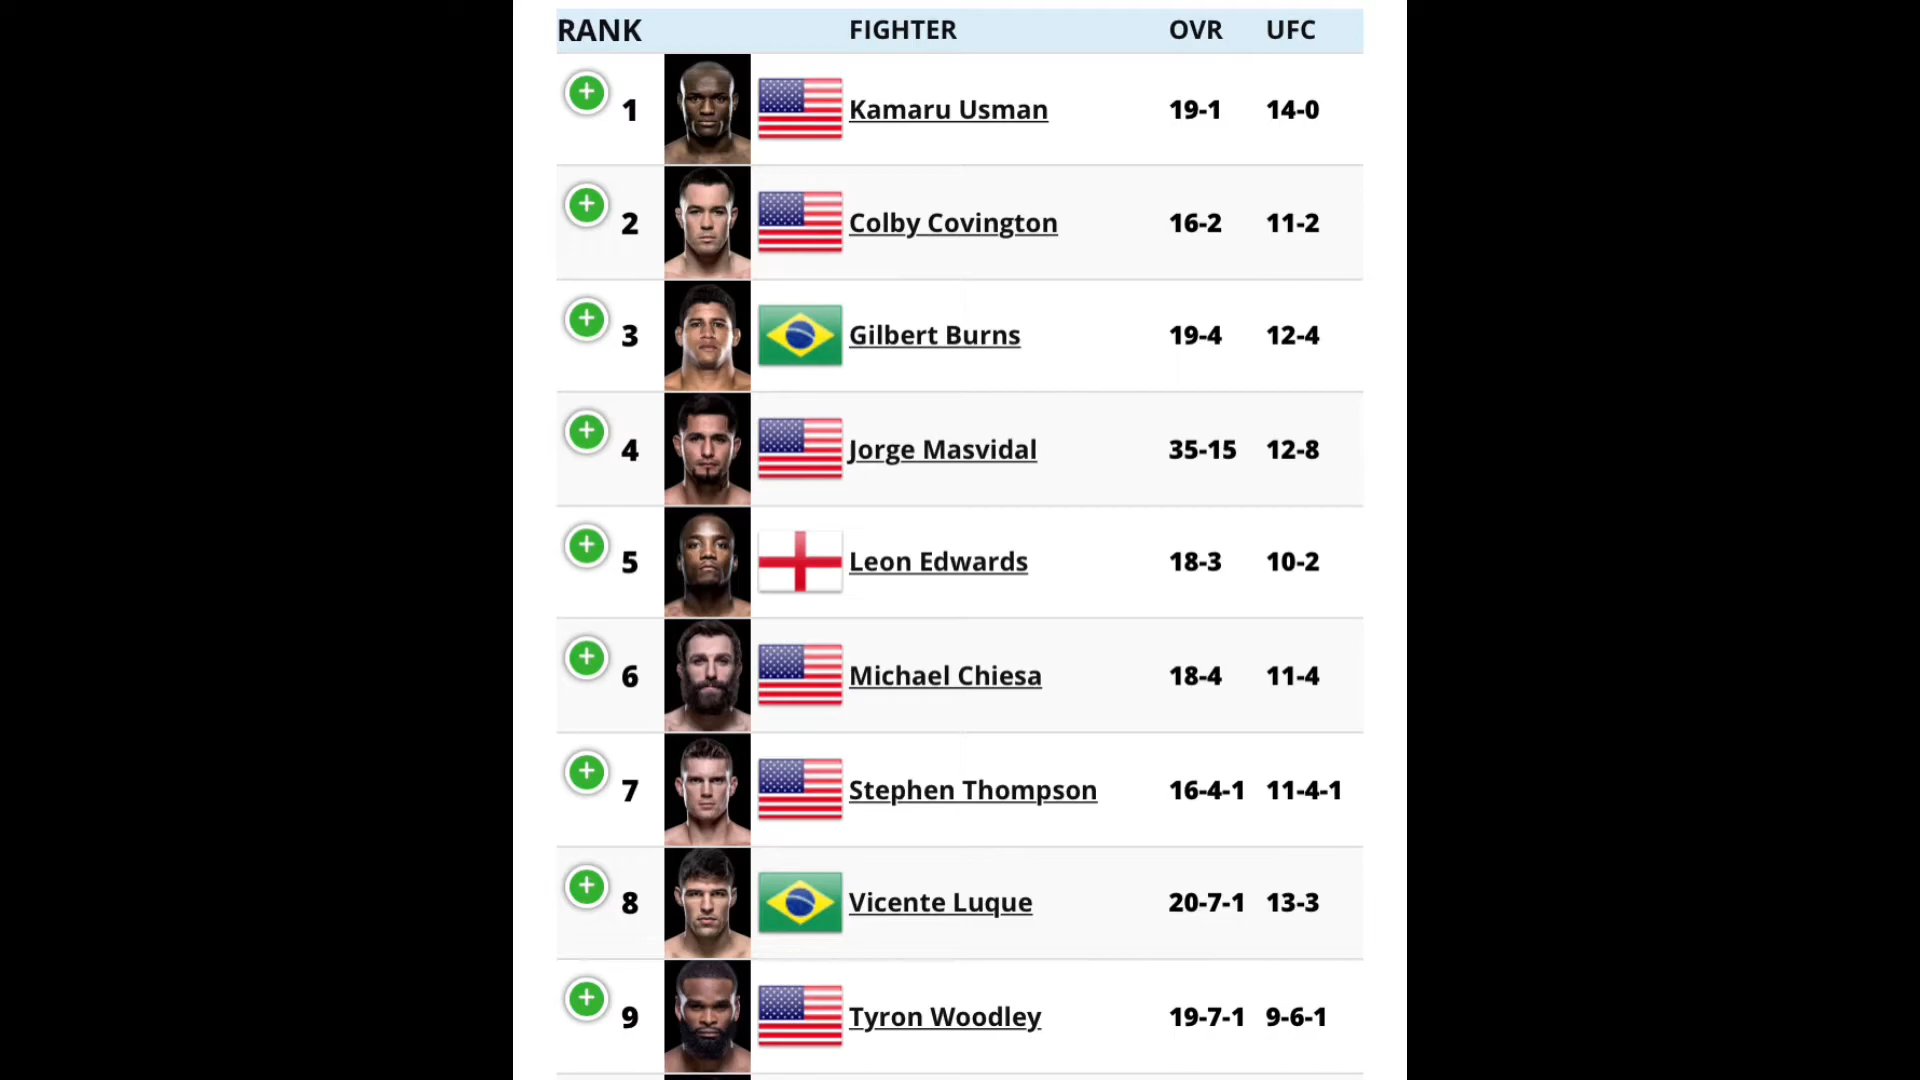 RANK FIGHTER OVR UFC
1 Kamaru Usman 19-1 14-0
2 Colby Covington 16-2 11-2
3 Gilbert Burns 19-4 12-4
4 Jorge Masvidal 35-15 12-8
5 Leon Edwards 18-3 10-2
6 Michael Chiesa 18-4 11-4
7 Stephen Thompson 16-4-1 11-4-1
8 Vicente Luque 20-7-1 13-3
9 Tyron Woodley 19-7-1 9-6-1